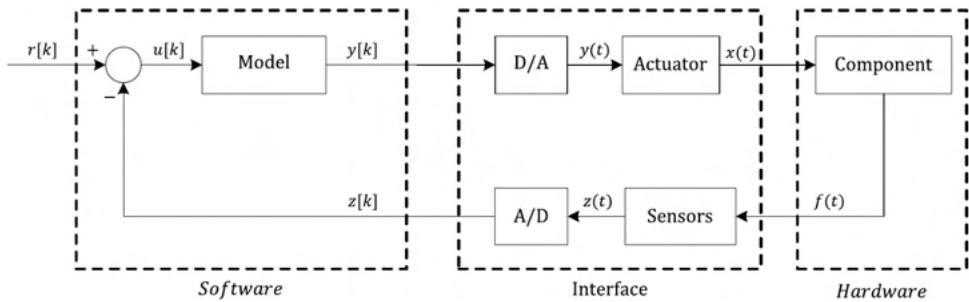 r[k]
+
−
u[k]
Model
y[k]
D/A
y(t)
Actuator
x(t)
Component
z[k]
A/D
z(t)
Sensors
f(t)
Software
Interface
Hardware